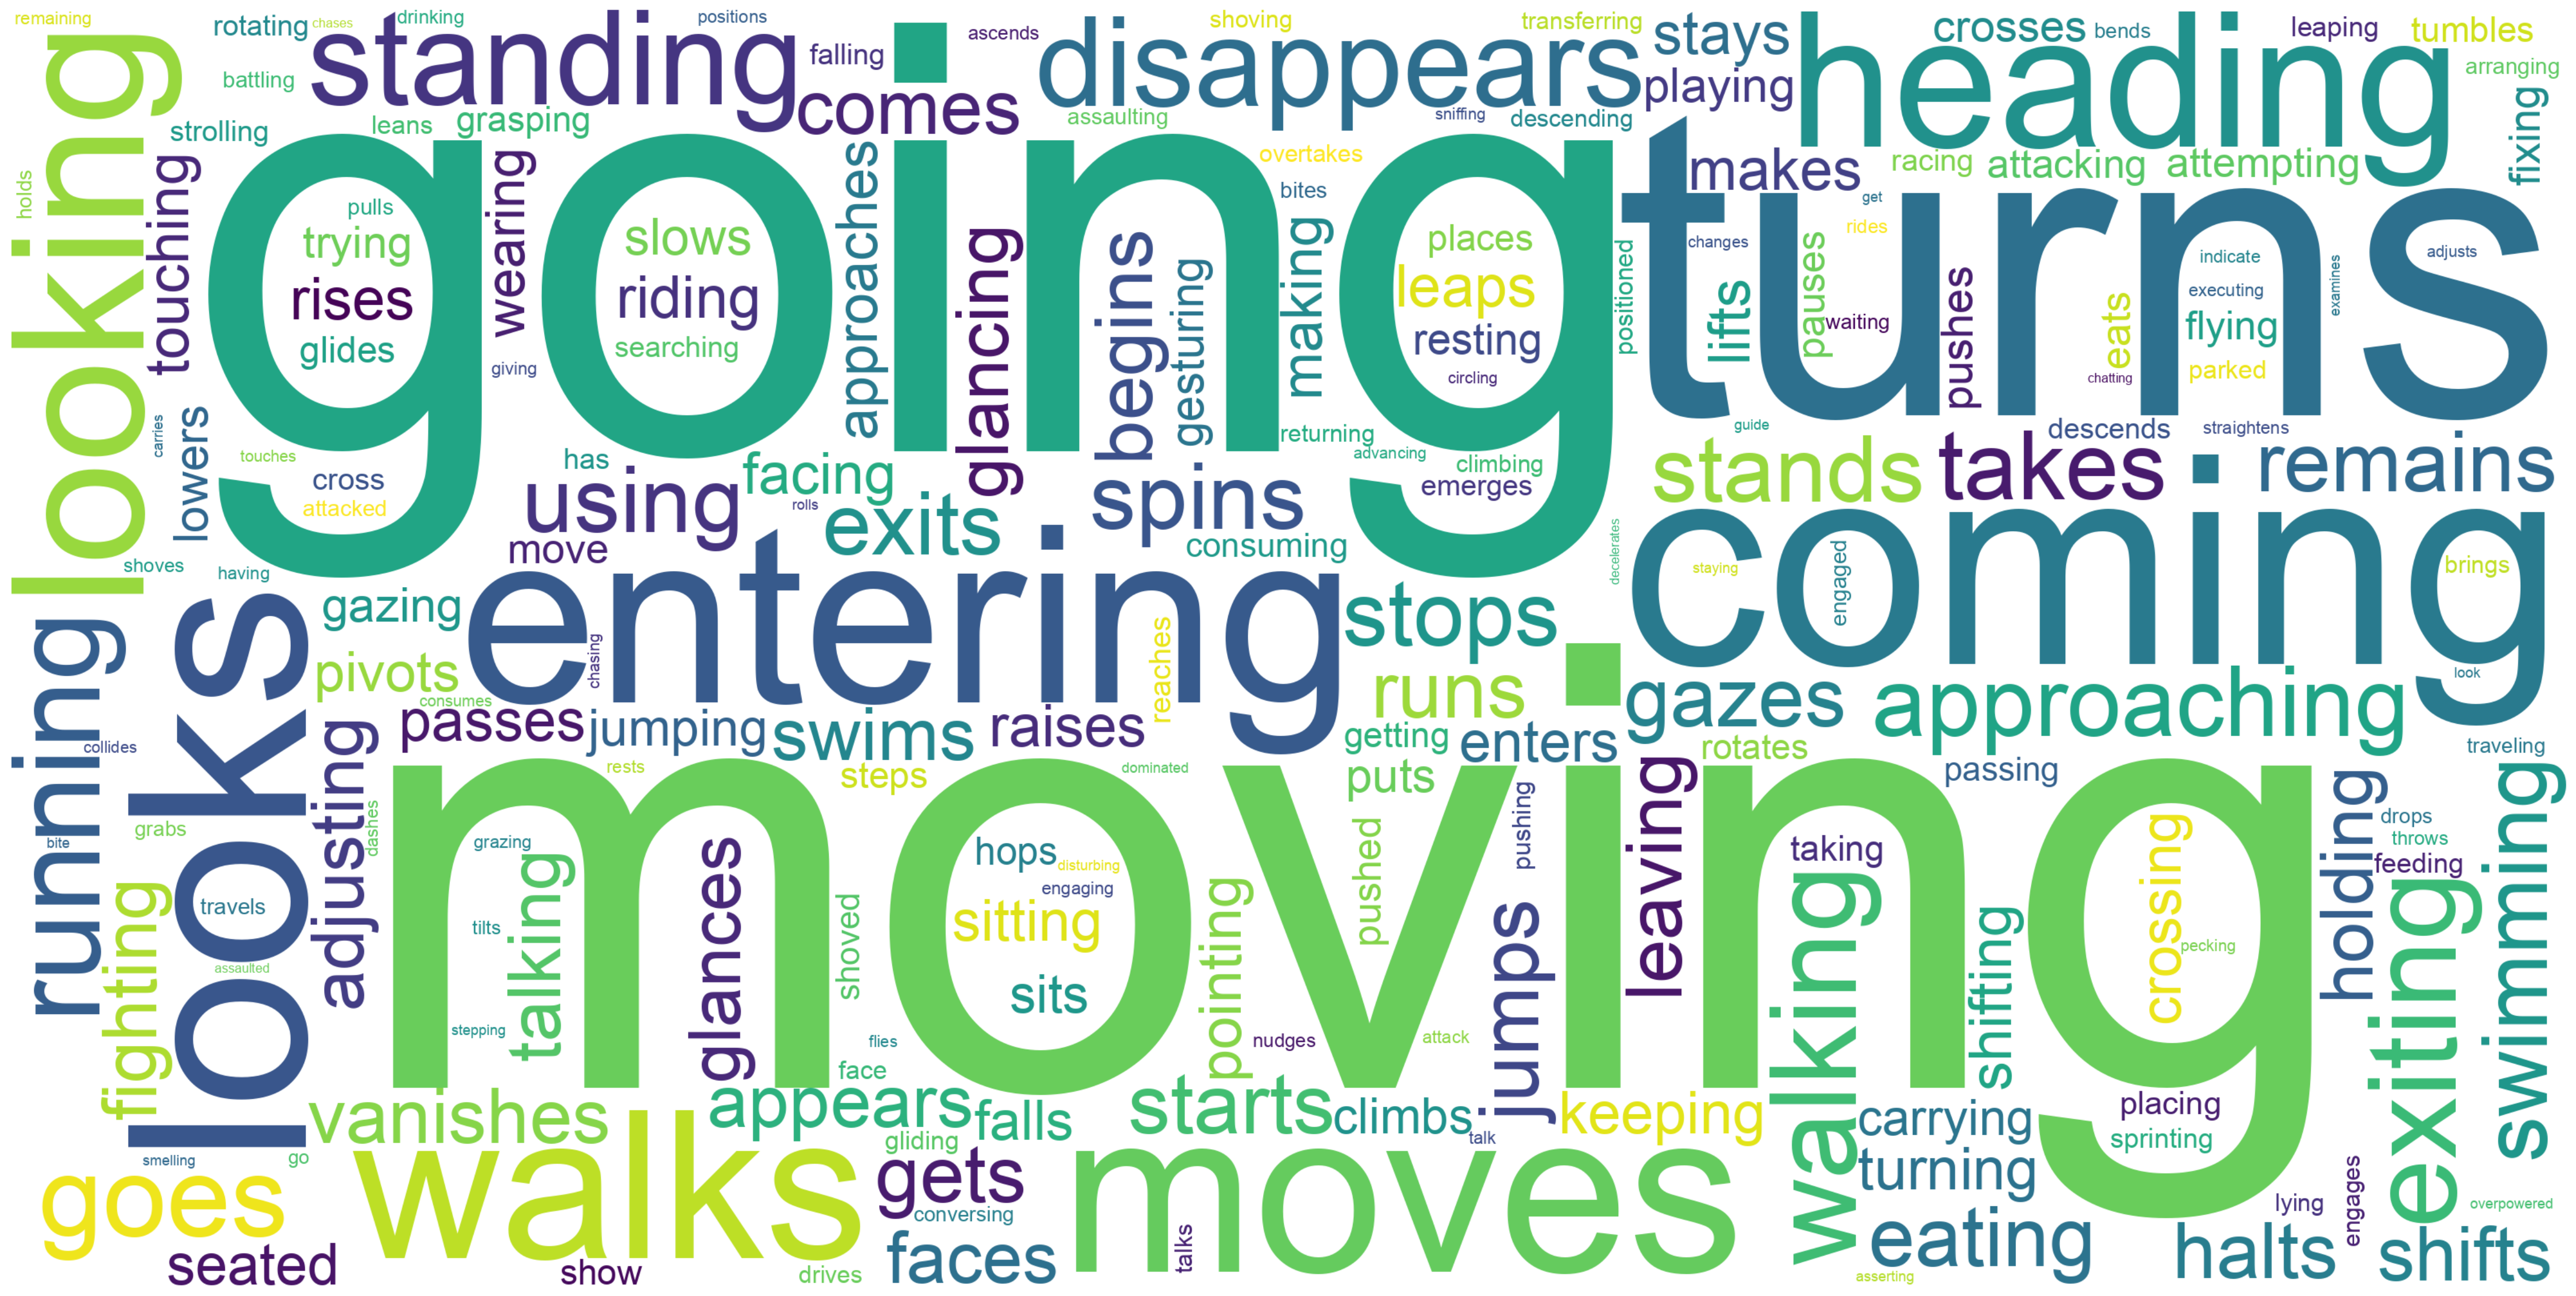 remaining
rotating
chases
drinking
positions
standing
falling
ascends
shoving
transferring
disappears
stays
crosses
bends
leaping
tumbles
heading
battling
comes
playing
arranging
strolling
leans
grasping
assaulting
sniffing
descending
fixing
looking
holds
touching
going
wearing
approaches
overtakes
bites
makes
racing
attacking
attempting
get
turns
pulls
trying
rises
glides
slows
riding
searching
giving
glancing
begins
gesturing
making
places
leaps
resting
circling
positioned
changes
lifts
pauses
rides
waiting
pushes
eats
chatting
indicate
executing
flying
parked
examines
adjusts
carries
lowers
touches
cross
attacked
has
facing
using
rolls
exits
move
spins
returning
advancing
climbing
emerges
consuming
decelerates
guide
stands
takes
descends
straightens
remains
shoves
having
gazing
entering
chasing
reaches
stops
coming
staying
engaged
brings
look
running
looks
pivots
consumes
passes
jumping
swims
raises
runs
getting
enters
gazes
approaching
rotates
passing
traveling
collides
adjusting
dashes
rests
steps
dominated
puts
moving
grabs
bite
travels
fighting
assaulted
grazing
tilts
talking
stepping
glances
shoved
hops
disturbing
engaging
sitting
sits
flies
face
pointing
nudges
pushed
attack
pushing
jumps
leaving
taking
walking
shifting
crossing
pecking
holding
drops
throws
feeding
exiting
swimming
vanishes
appears
falls
gliding
starts
climbs
talk
keeping
carrying
placing
sprinting
smelling
go
goes
walks
gets
conversing
moves
turning
engages
lying
overpowered
seated
show
drives
faces
talks
eating
asserting
halts
shifts